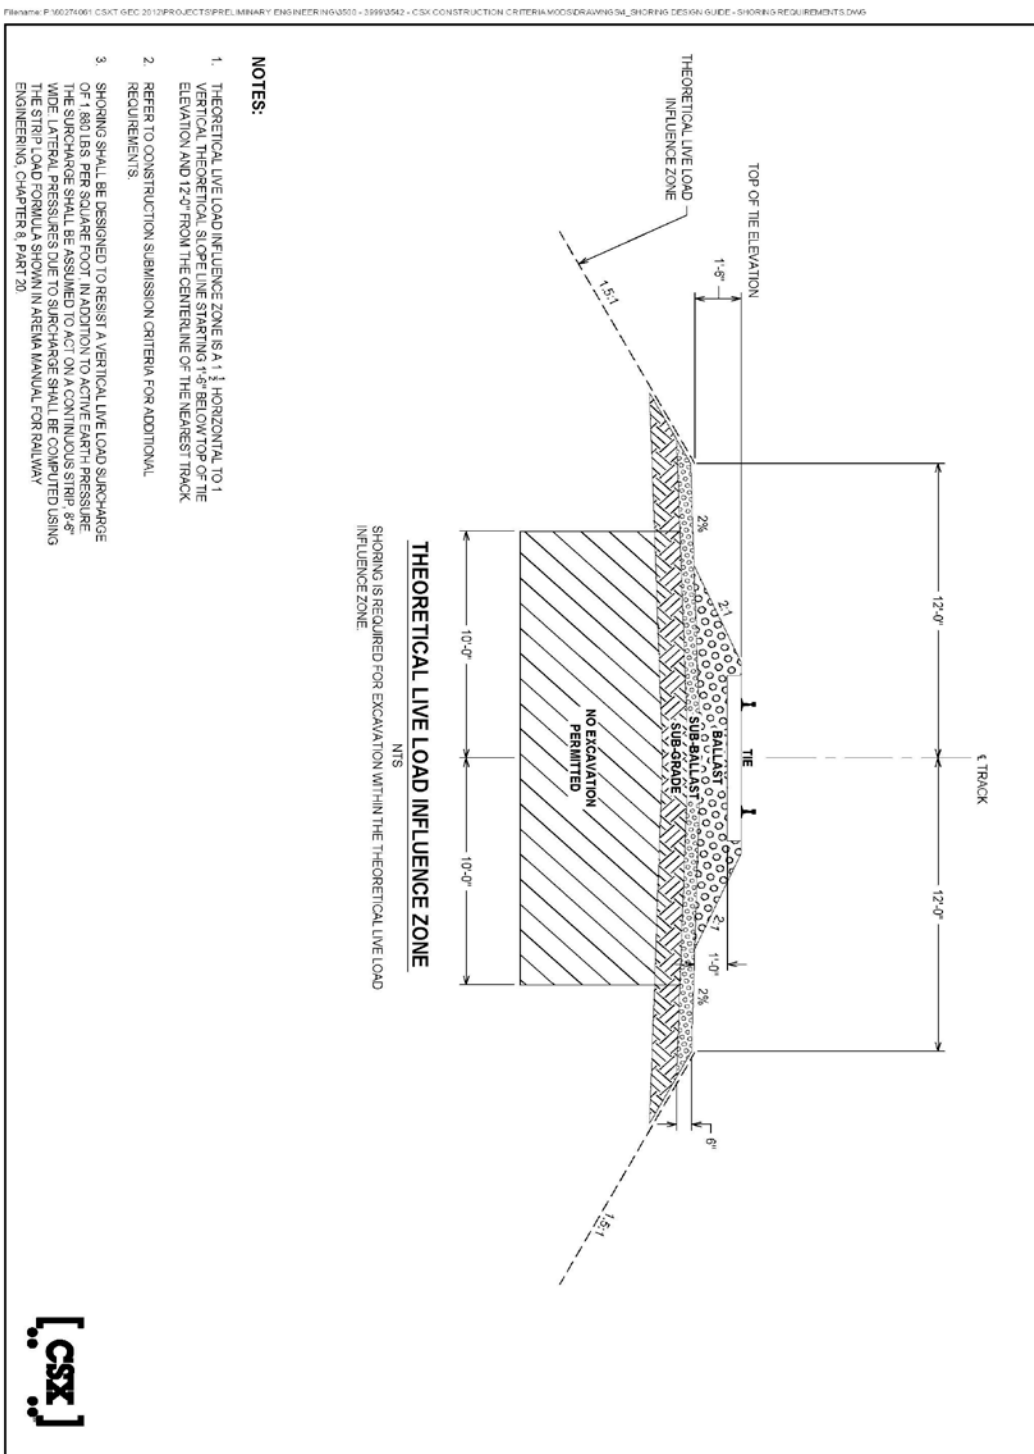 Filename: P:\60274061 CSXT GEC 2012\PROJECTS\PRELIMINARY ENGINEERING\3500 - 3999\3542 - CSX CONSTRUCTION CRITERIA MODS\DRAWINGS\4_SHORING DESIGN GUIDE - SHORING REQUIREMENTS.DWG
℄ TRACK
12'-0"
12'-0"
TOP OF TIE ELEVATION
1'-6"
THEORETICAL LIVE LOAD
INFLUENCE ZONE
1.5:1
2%
2:1
TIE
BALLAST
SUB-BALLAST
SUB-GRADE
2:1
1'-0"
2%
6"
1.5:1
NO EXCAVATION
PERMITTED
10'-0"
10'-0"
THEORETICAL LIVE LOAD INFLUENCE ZONE
NTS
SHORING IS REQUIRED FOR EXCAVATION WITHIN THE THEORETICAL LIVE LOAD
INFLUENCE ZONE.
NOTES:
1. THEORETICAL LIVE LOAD INFLUENCE ZONE IS A 1 ½ HORIZONTAL TO 1
VERTICAL THEORETICAL SLOPE LINE STARTING 1'-6" BELOW TOP OF TIE
ELEVATION AND 12'-0" FROM THE CENTERLINE OF THE NEAREST TRACK.
2. REFER TO CONSTRUCTION SUBMISSION CRITERIA FOR ADDITIONAL
REQUIREMENTS.
3. SHORING SHALL BE DESIGNED TO RESIST A VERTICAL LIVE LOAD SURCHARGE
OF 1,880 LBS. PER SQUARE FOOT, IN ADDITION TO ACTIVE EARTH PRESSURE.
THE SURCHARGE SHALL BE ASSUMED TO ACT ON A CONTINUOUS STRIP, 8'-6"
WIDE. LATERAL PRESSURES DUE TO SURCHARGE SHALL BE COMPUTED USING
THE STRIP LOAD FORMULA SHOWN IN AREMA MANUAL FOR RAILWAY
ENGINEERING, CHAPTER 8, PART 20.
[CSX]